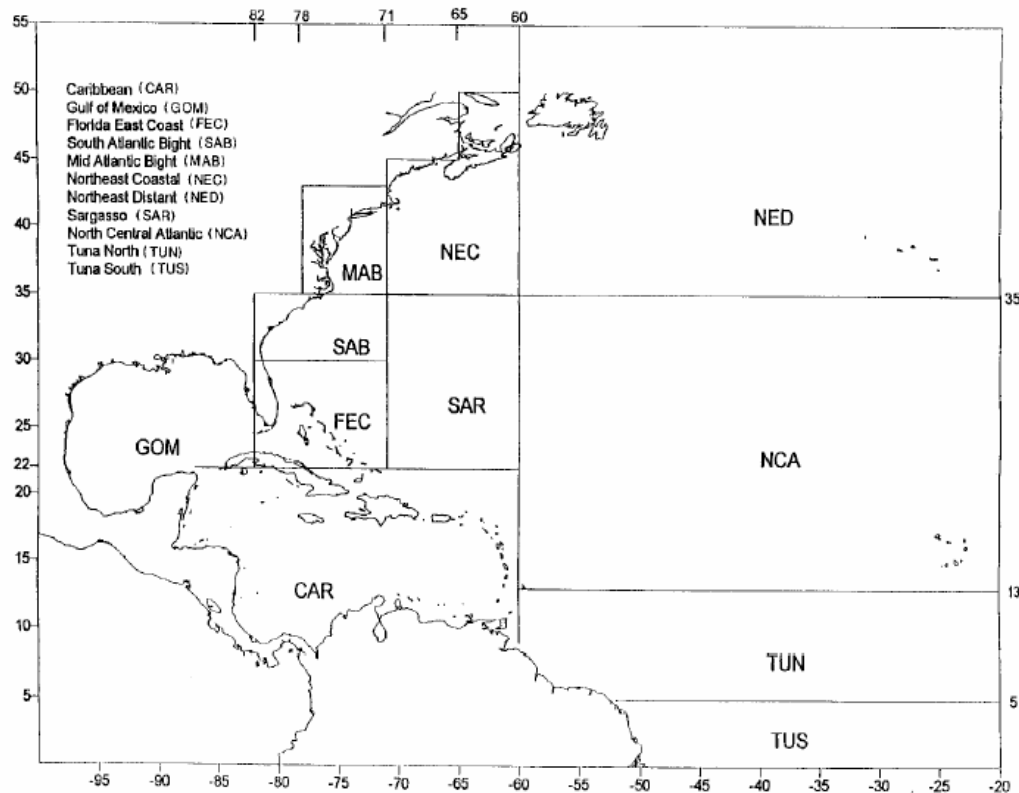 82 78 71 65 60
55
50
45
40
35
30
25
22
20
15
10
5
Caribbean (CAR)
Gulf of Mexico (GOM)
Florida East Coast (FEC)
South Atlantic Bight (SAB)
Mid Atlantic Bight (MAB)
Northeast Coastal (NEC)
Northeast Distant (NED)
Sargasso (SAR)
North Central Atlantic (NCA)
Tuna North (TUN)
Tuna South (TUS)
NED
NEC
MAB
35
SAB
SAR
FEC
GOM
NCA
CAR
13
TUN
5
TUS
-95 -90 -85 -80 -75 -70 -65 -60 -55 -50 -45 -40 -35 -30 -25 -20